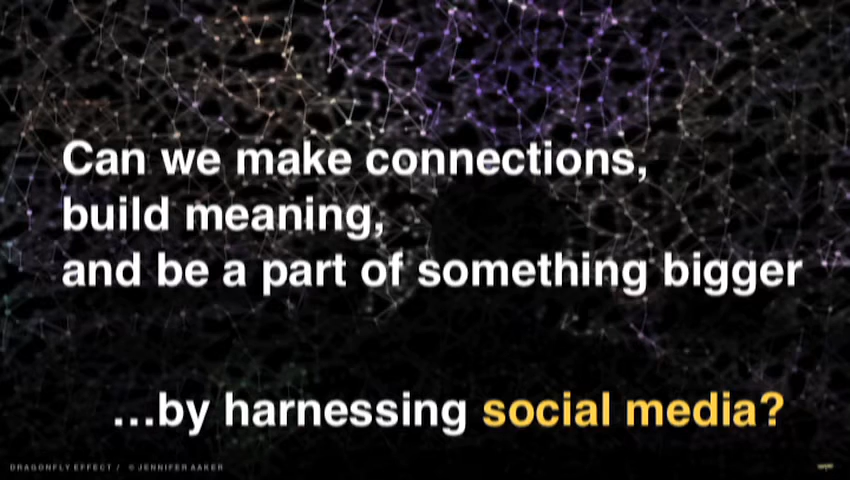 Can we make connections,
build meaning,
and be a part of something bigger
...by harnessing social media?
DRAGONFLY EFFECT / © JENNIFER AAKER